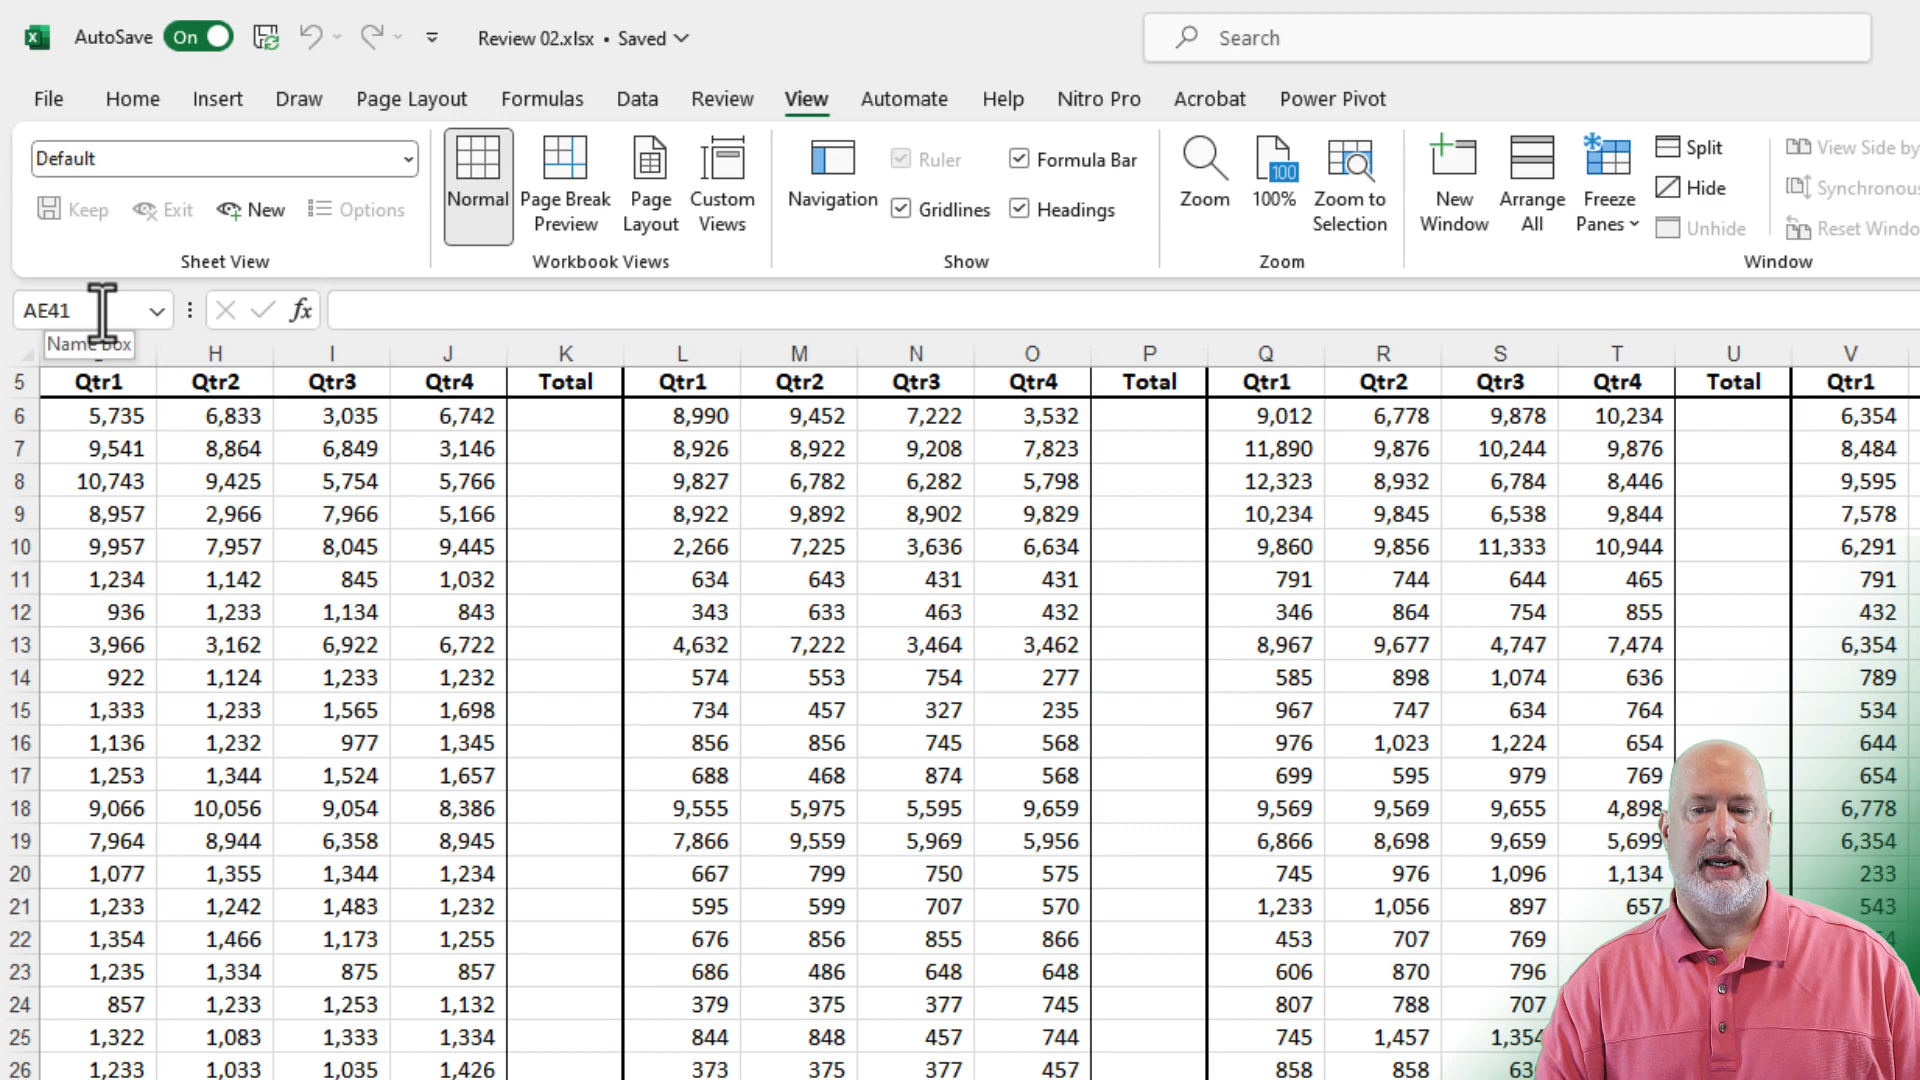 AutoSave On Review 02.xlsx • Saved Search
File Home Insert Draw Page Layout Formulas Data Review View Automate Help Nitro Pro Acrobat Power Pivot
Default
Keep Exit New Options
Sheet View
Normal Page Break Preview Page Layout Custom Views
Workbook Views
Navigation Ruler Formula Bar
Gridlines Headings
Show
Zoom 100 100% Zoom to Selection
Zoom
New Window Arrange All Freeze Panes
Split View Side by
Hide
Unhide
Window
AE41 fx
Name Box
H I J K L M N O P Q R S T U V
5 Qtr1 Qtr2 Qtr3 Qtr4 Total Qtr1 Qtr2 Qtr3 Qtr4 Total Qtr1 Qtr2 Qtr3 Qtr4 Total Qtr1
6 5,735 6,833 3,035 6,742 8,990 9,452 7,222 3,532 9,012 6,778 9,878 10,234 6,354
7 9,541 8,864 6,849 3,146 8,926 8,922 9,208 7,823 11,890 9,876 10,244 9,876 8,484
8 10,743 9,425 5,754 5,766 9,827 6,782 6,282 5,798 12,323 8,932 6,784 8,446 9,595
9 8,957 2,966 7,966 5,166 8,922 9,892 8,902 9,829 10,234 9,845 6,538 9,844 7,578
10 9,957 7,957 8,045 9,445 2,266 7,225 3,636 6,634 9,860 9,856 11,333 10,944 6,291
11 1,234 1,142 845 1,032 634 643 431 431 791 744 644 465 791
12 936 1,233 1,134 843 343 633 463 432 346 864 754 855 432
13 3,966 3,162 6,922 6,722 4,632 7,222 3,464 3,462 8,967 9,677 4,747 7,474 6,354
14 922 1,124 1,233 1,232 574 553 754 277 585 898 1,074 636 789
15 1,333 1,233 1,565 1,698 734 457 327 235 967 747 634 764 534
16 1,136 1,232 977 1,345 856 856 745 568 976 1,023 1,224 654 644
17 1,253 1,344 1,524 1,657 688 468 874 568 699 595 979 769 654
18 9,066 10,056 9,054 8,386 9,555 5,975 5,595 9,659 9,569 9,569 9,655 4,898 6,778
19 7,964 8,944 6,358 8,945 7,866 9,559 5,969 5,956 6,866 8,698 9,659 5,699 6,354
20 1,077 1,355 1,344 1,234 667 799 750 575 745 976 1,096 1,134 233
21 1,233 1,242 1,483 1,232 595 599 707 570 1,233 1,056 897 657 543
22 1,354 1,466 1,173 1,255 676 856 855 866 453 707 769
23 1,235 1,334 875 857 686 486 648 648 606 870 796
24 857 1,233 1,253 1,132 379 375 377 745 807 788 707
25 1,322 1,083 1,333 1,334 844 848 457 744 745 1,457 1,354
26 1,233 1,033 1,035 1,426 373 375 377 457 858 858